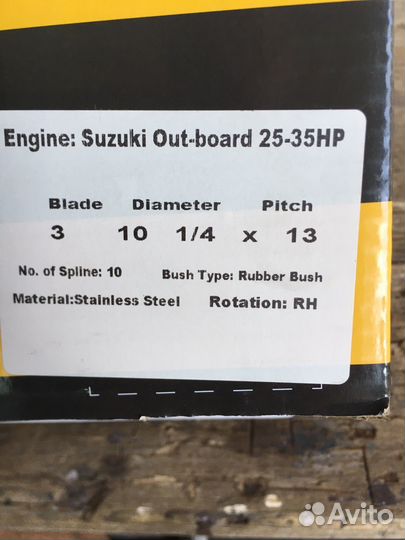 Engine: Suzuki Out-board 25-35HP
Blade Diameter Pitch
3 10 1/4 x 13
No. of Spline: 10 Bush Type: Rubber Bush
Material:Stainless Steel Rotation: RH
Avito